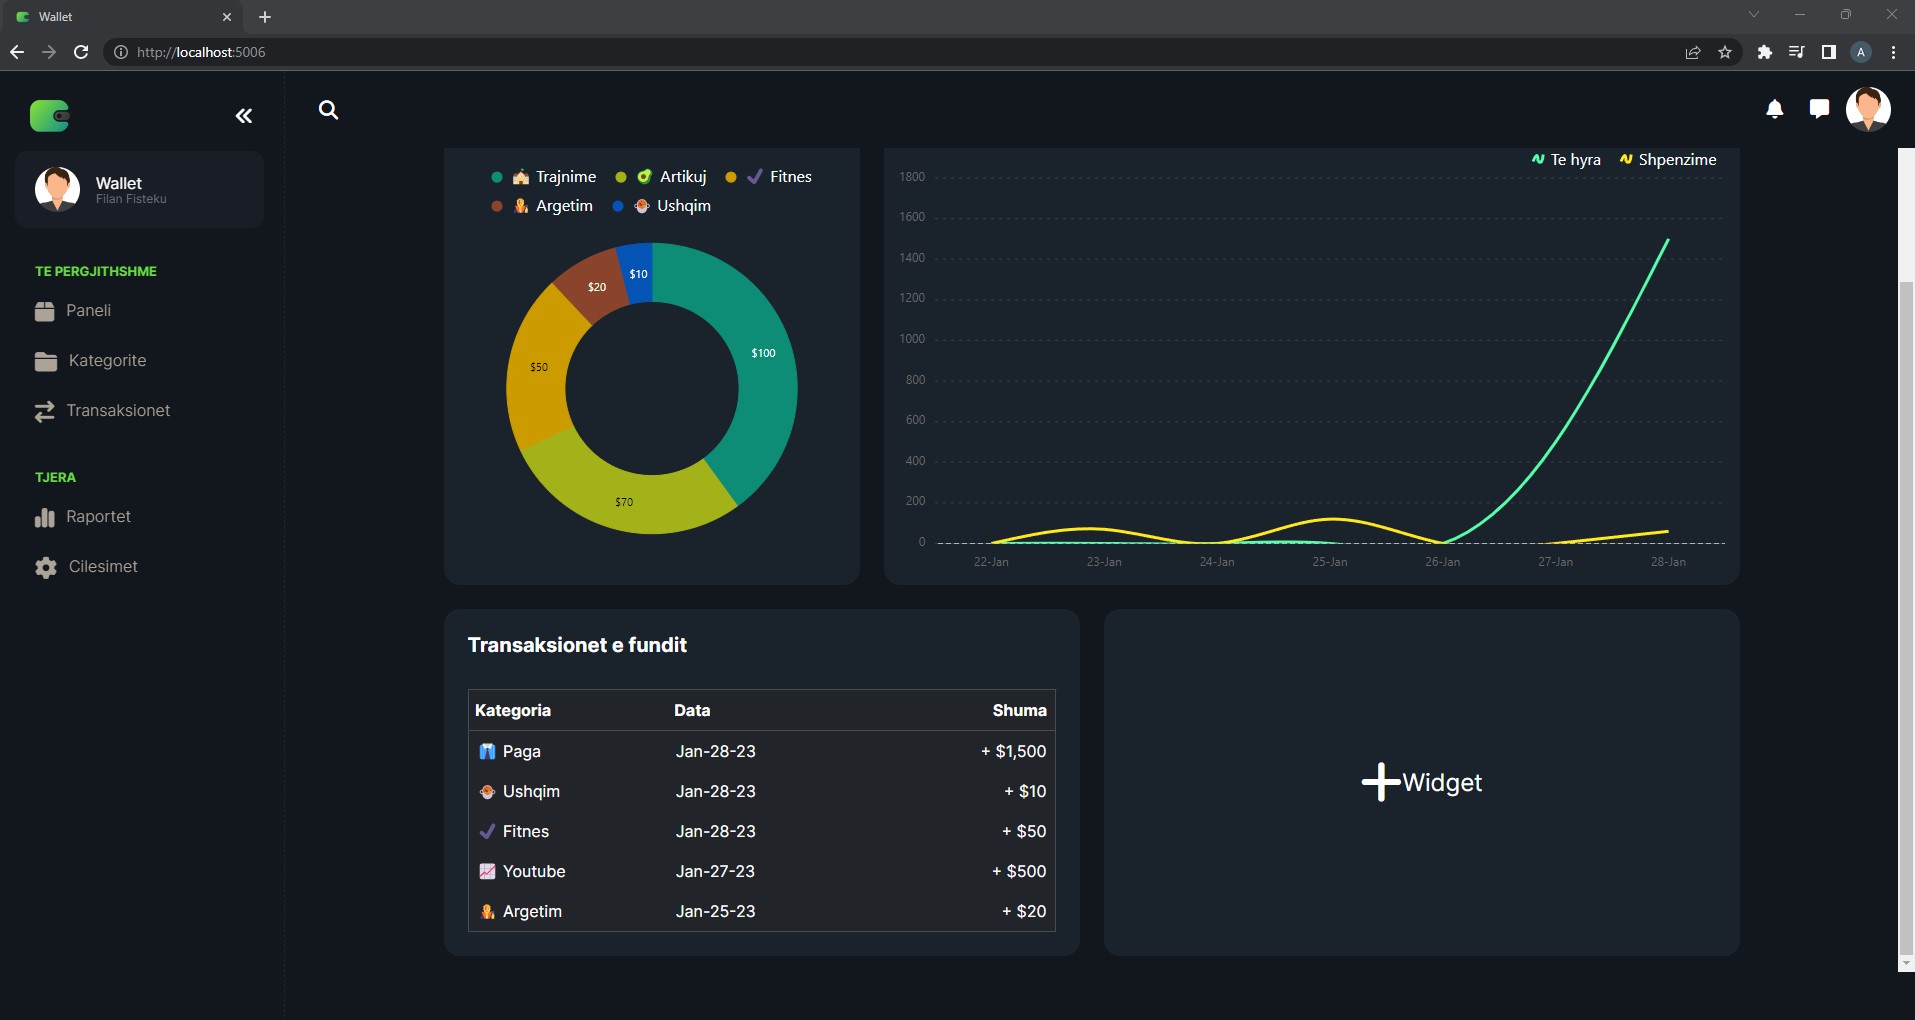 Wallet
http://localhost:5006
A
Wallet
Filan Fisteku
TE PERGJITHSHME
Paneli
Kategorite
Transaksionet
TJERA
Raportet
Cilesimet
Trajnime Artikuj Fitnes
Argetim Ushqim
$10
$20
$100
$50
$70
Te hyra Shpenzime
1800
1600
1400
1200
1000
800
600
400
200
0
22-Jan 23-Jan 24-Jan 25-Jan 26-Jan 27-Jan 28-Jan
Transaksionet e fundit
Kategoria Data Shuma
Paga Jan-28-23 + $1,500
Ushqim Jan-28-23 + $10
Fitnes Jan-28-23 + $50
Youtube Jan-27-23 + $500
Argetim Jan-25-23 + $20
Widget